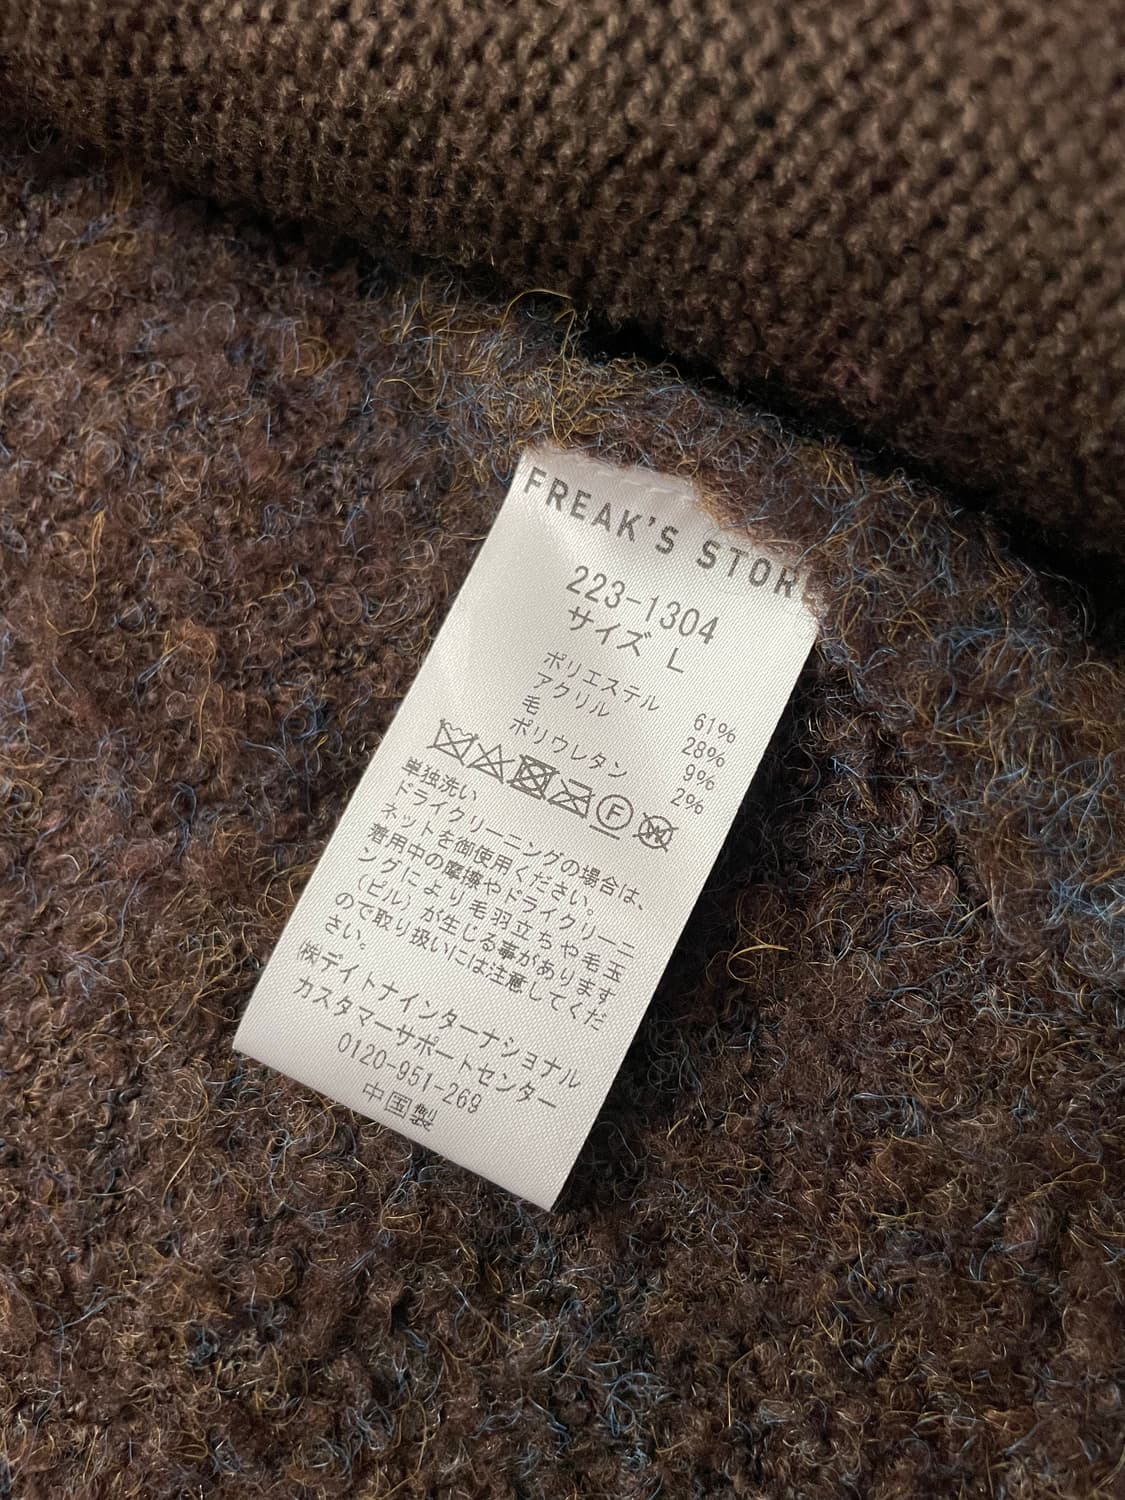 FREAK'S STOR
223-1304
サイズ L
ポリエステル 61%
アクリル 28%
毛 9%
ポリウレタン 2%
F W
単独洗い
ドライクリーニングの場合は、
ネットを御使用ください。
着用中の摩擦やドライクリーニ
ングにより毛羽立ちや毛玉
(ピル)が生じる事があります
ので取り扱いには注意してくだ
さい。
㈱デイトナインターナショナル
カスタマーサポートセンター
0120-951-269
中国製